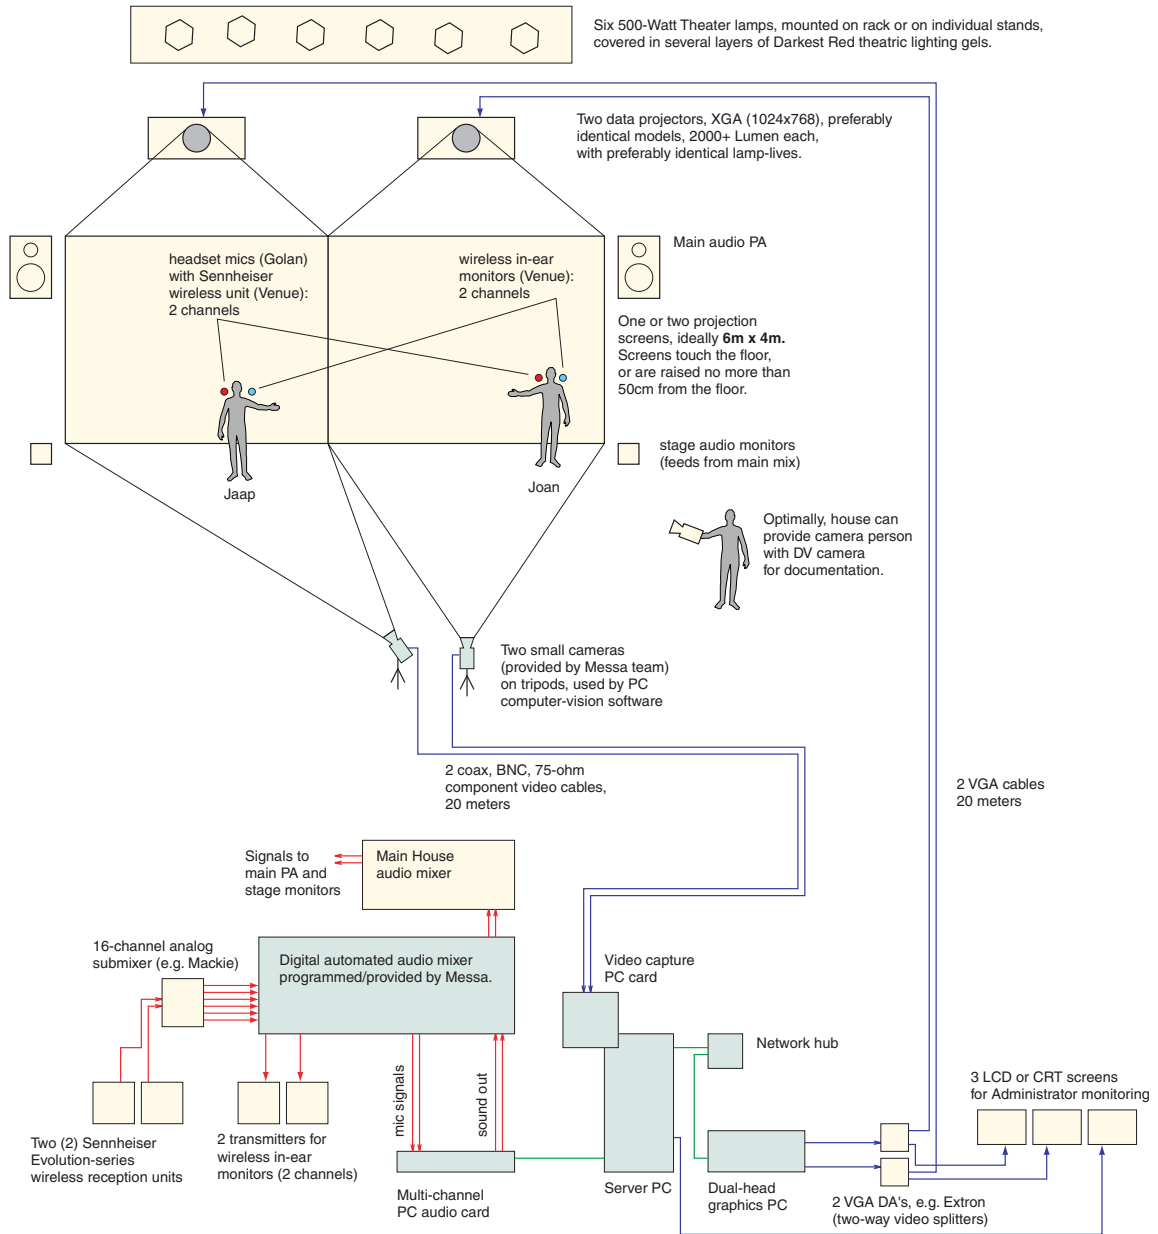 Six 500-Watt Theater lamps, mounted on rack or on individual stands,
covered in several layers of Darkest Red theatric lighting gels.
Two data projectors, XGA (1024x768), preferably
identical models, 2000+ Lumen each,
with preferably identical lamp-lives.
Main audio PA
headset mics (Golan)
with Sennheiser
wireless unit (Venue):
2 channels
wireless in-ear
monitors (Venue):
2 channels
One or two projection
screens, ideally 6m x 4m.
Screens touch the floor,
or are raised no more than
50cm from the floor.
stage audio monitors
(feeds from main mix)
Jaap
Joan
Optimally, house can
provide camera person
with DV camera
for documentation.
Two small cameras
(provided by Messa team)
on tripods, used by PC
computer-vision software
2 coax, BNC, 75-ohm
component video cables,
20 meters
2 VGA cables
20 meters
Signals to
main PA and
stage monitors
Main House
audio mixer
16-channel analog
submixer (e.g. Mackie)
Digital automated audio mixer
programmed/provided by Messa.
Video capture
PC card
Network hub
3 LCD or CRT screens
for Administrator monitoring
mic signals
sound out
Two (2) Sennheiser
Evolution-series
wireless reception units
2 transmitters for
wireless in-ear
monitors (2 channels)
Multi-channel
PC audio card
Server PC
Dual-head
graphics PC
2 VGA DA's, e.g. Extron
(two-way video splitters)